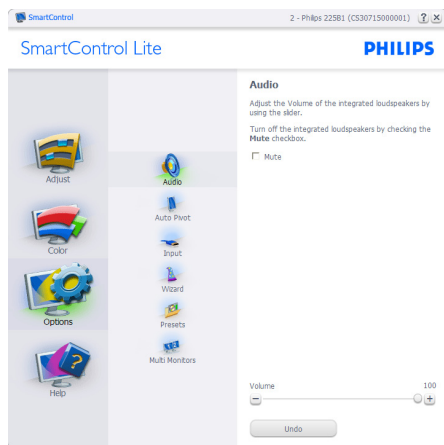 SmartControl
2 - Philips 225B1 (CS30715000001)
?
X
SmartControl Lite
PHILIPS
Adjust
Color
Options
Help
Audio
Auto Pivot
Input
Wizard
Presets
Multi Monitors
Audio
Adjust the Volume of the integrated loudspeakers by
using the slider.
Turn off the integrated loudspeakers by checking the
Mute checkbox.
Mute
Volume
100
Undo